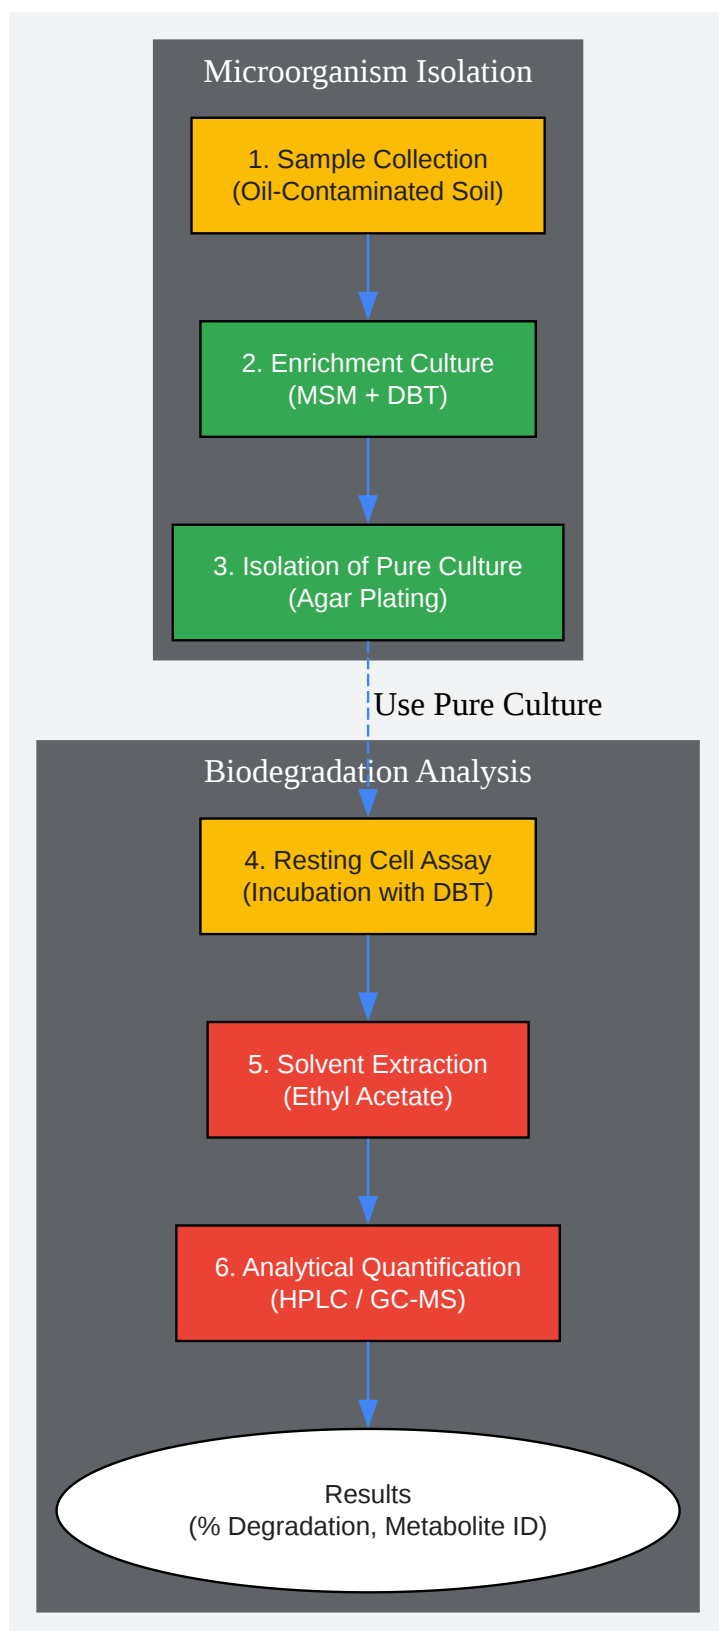 Microorganism Isolation
1. Sample Collection
(Oil-Contaminated Soil)
2. Enrichment Culture
(MSM + DBT)
3. Isolation of Pure Culture
(Agar Plating)
Use Pure Culture
Biodegradation Analysis
4. Resting Cell Assay
(Incubation with DBT)
5. Solvent Extraction
(Ethyl Acetate)
6. Analytical Quantification
(HPLC / GC-MS)
Results
(% Degradation, Metabolite ID)